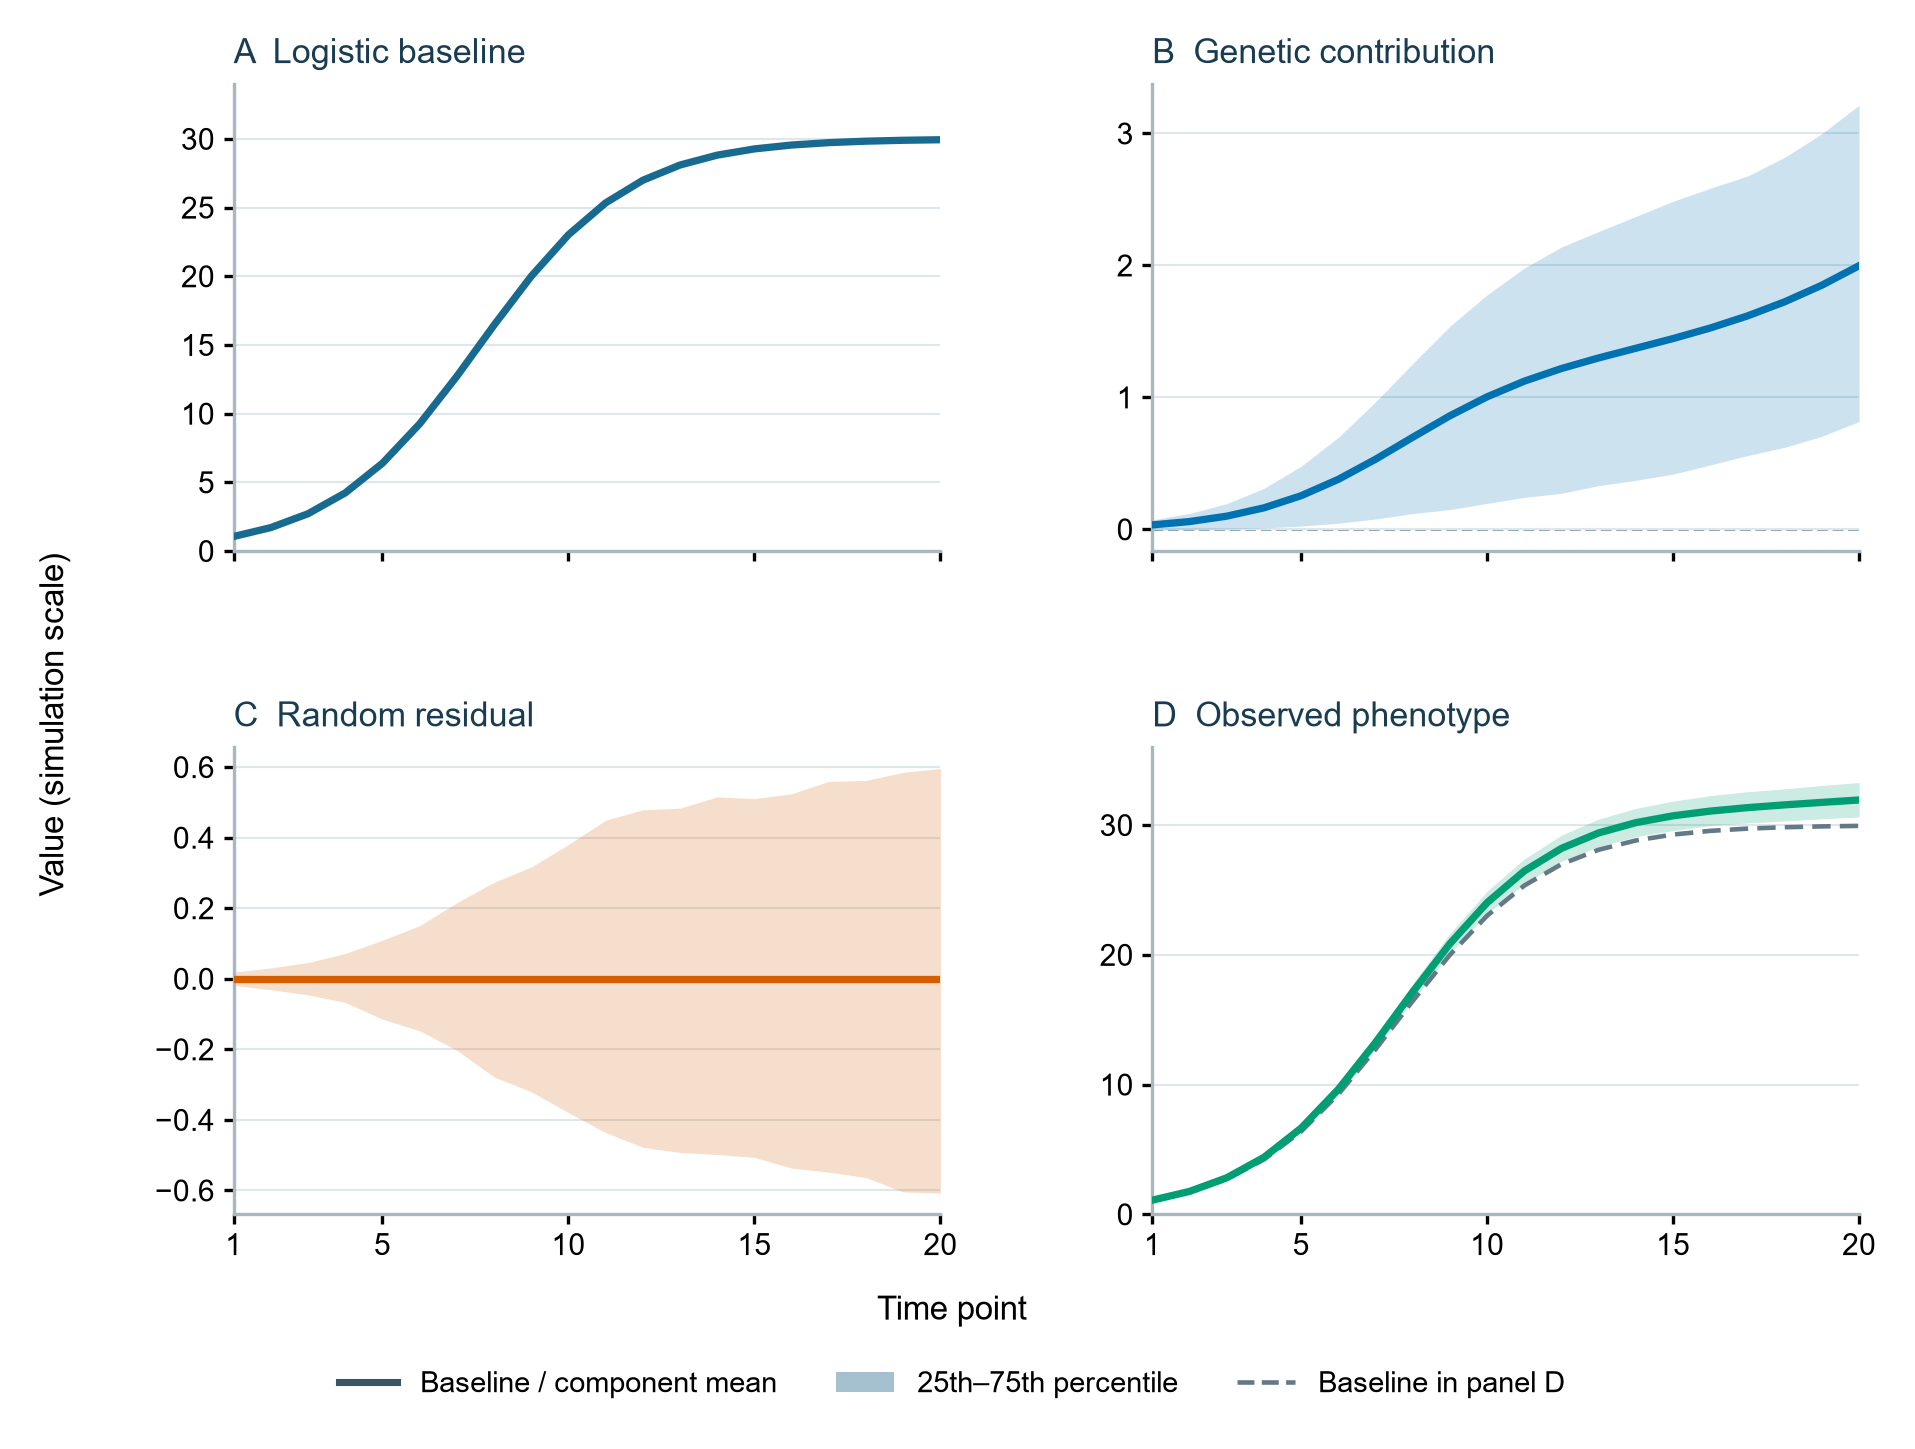 A Logistic baseline
30
25
20
15
10
5
0
B Genetic contribution
3
2
1
0
Value (simulation scale)
C Random residual
0.6
0.4
0.2
0.0
−0.2
−0.4
−0.6
1 5 10 15 20
D Observed phenotype
30
20
10
0
1 5 10 15 20
Time point
Baseline / component mean 25th–75th percentile Baseline in panel D